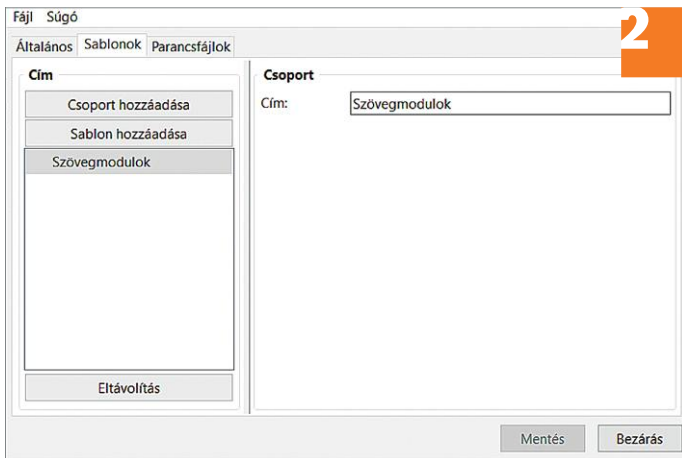 Fájl Súgó
2
Általános Sablonok Parancsfájlok
Cím
Csoport hozzáadása
Sablon hozzáadása
Szövegmodulok
Eltávolítás
Csoport
Cím: Szövegmodulok
Mentés Bezárás